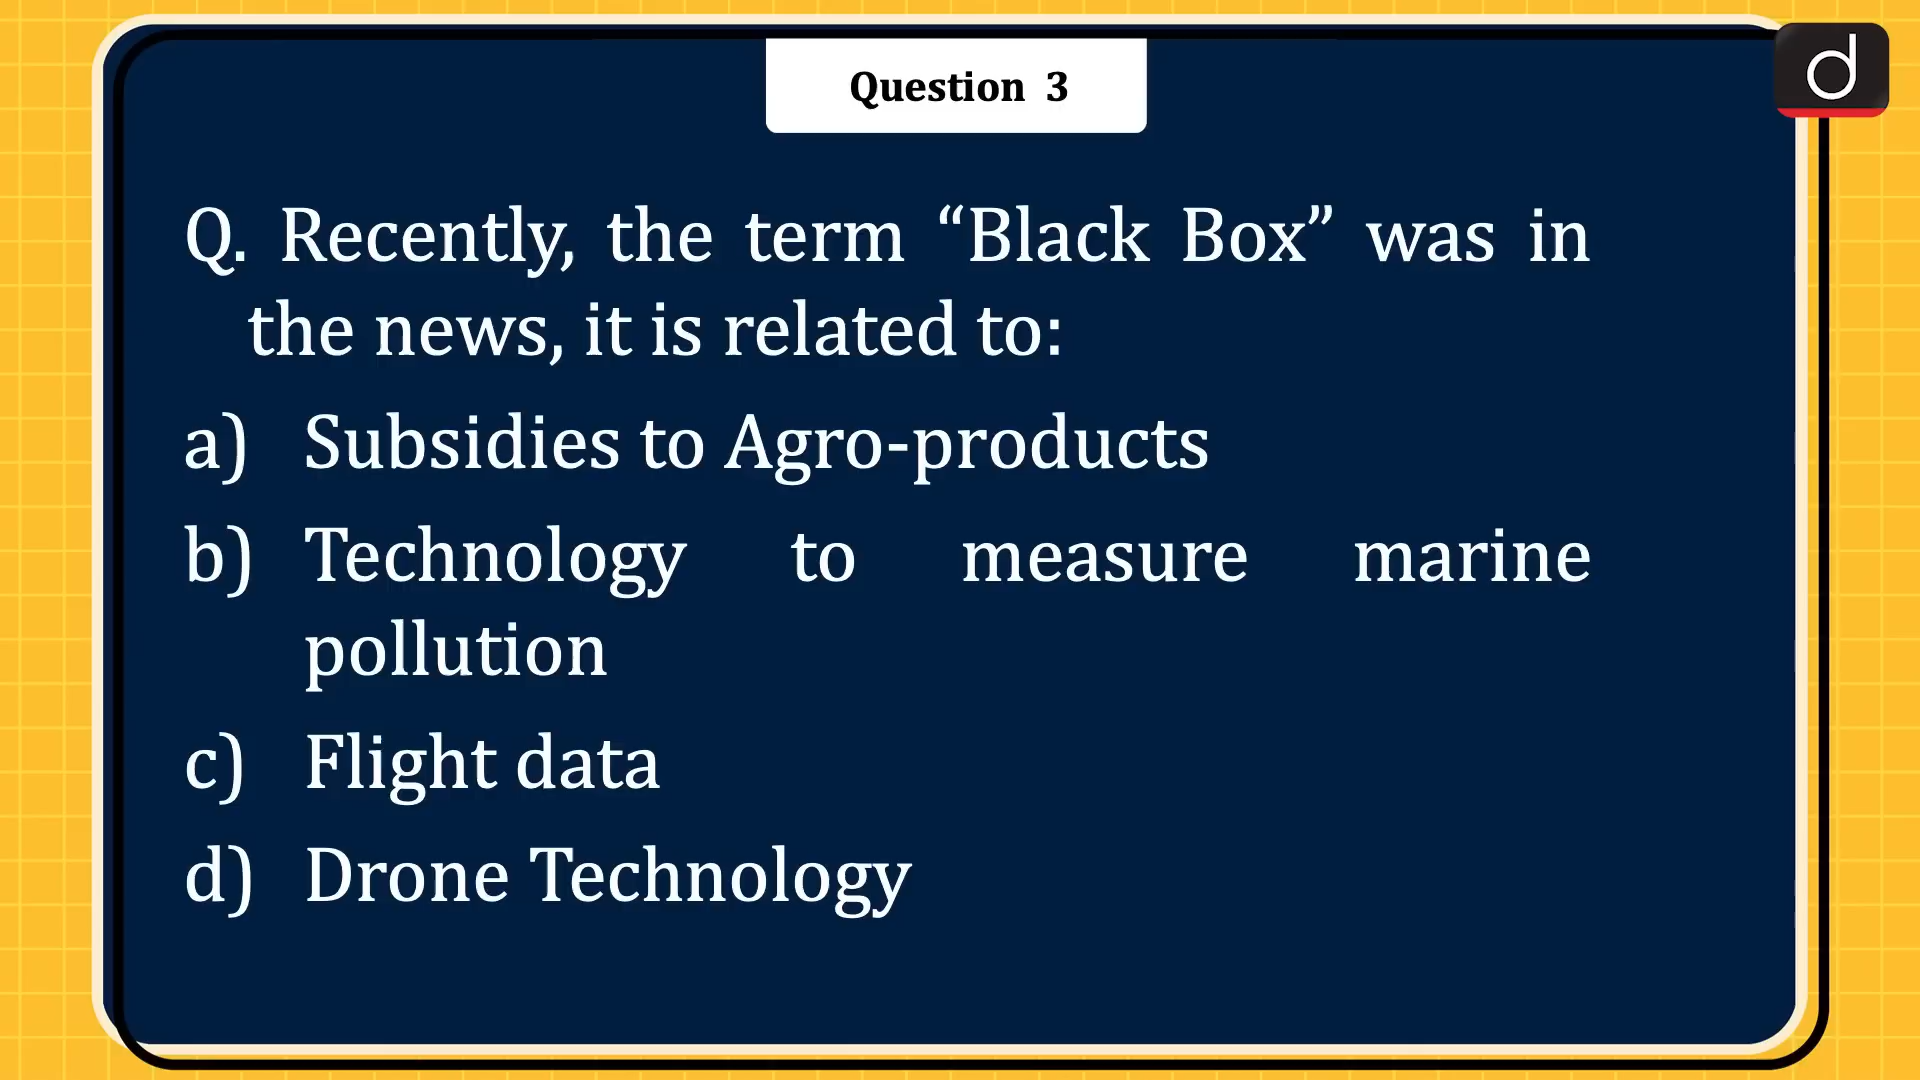 Question 3
Q. Recently, the term “Black Box” was in
the news, it is related to:
a) Subsidies to Agro-products
b) Technology to measure marine
pollution
c) Flight data
d) Drone Technology
d